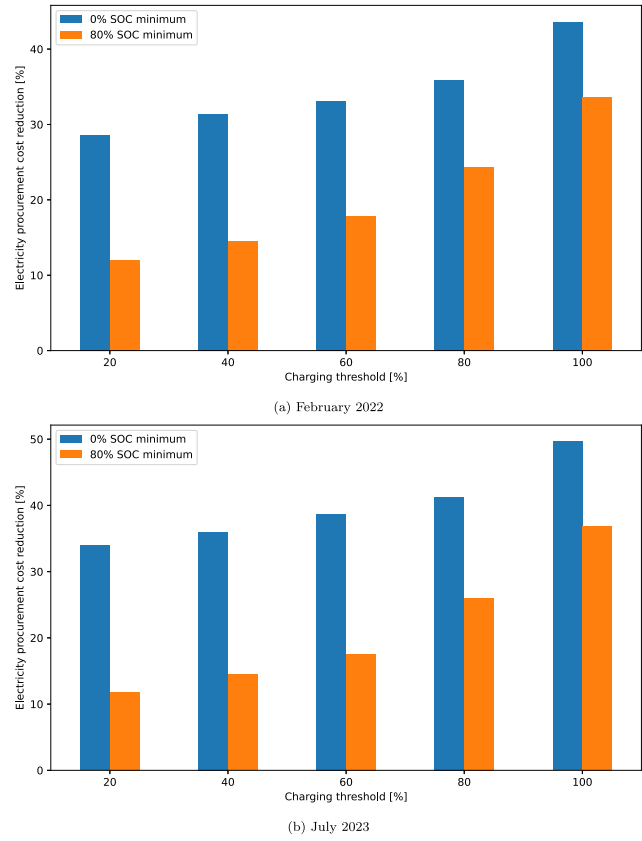 0% SOC minimum
80% SOC minimum
Electricity procurement cost reduction [%]
40
30
20
10
0
20 40 60 80 100
Charging threshold [%]
(a) February 2022
0% SOC minimum
80% SOC minimum
Electricity procurement cost reduction [%]
50
40
30
20
10
0
20 40 60 80 100
Charging threshold [%]
(b) July 2023